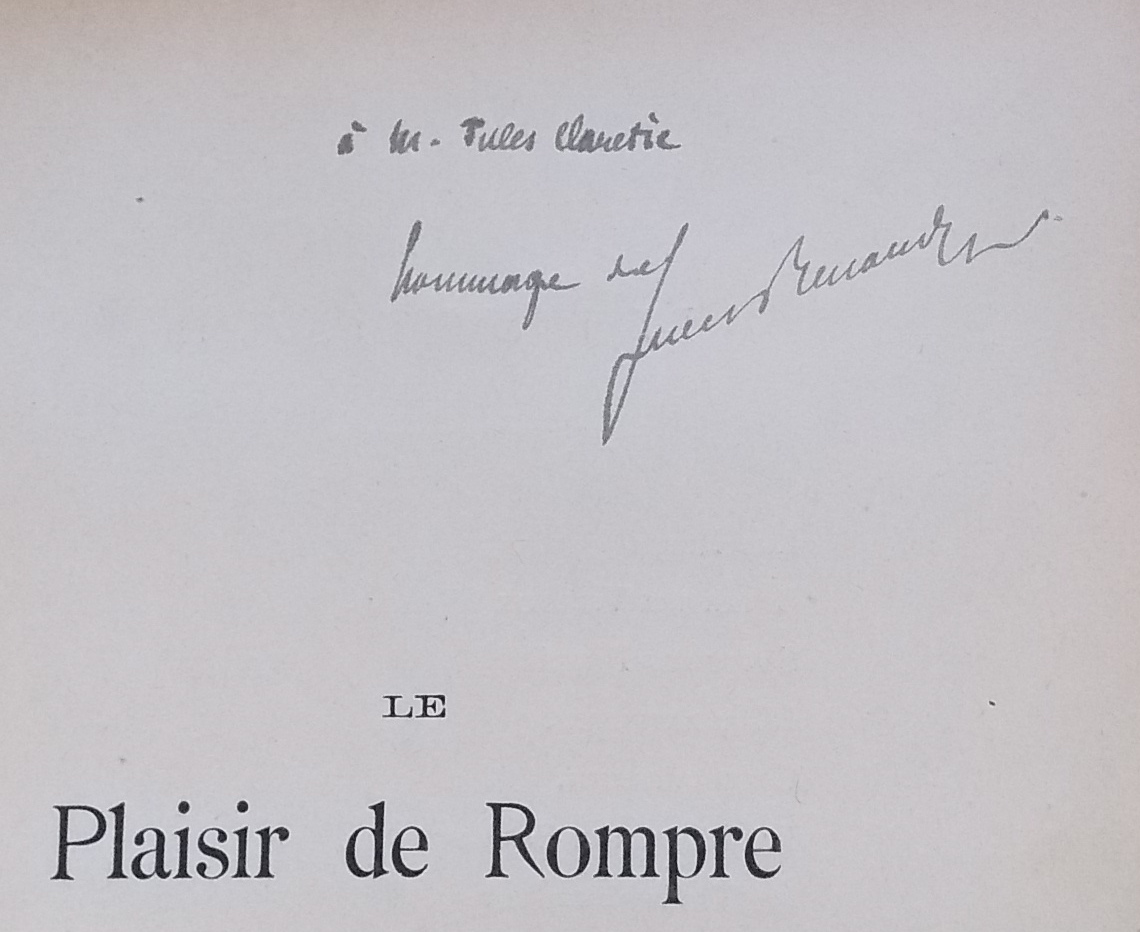 à M. Jules Claretie
hommage de
Jules Renard
LE
Plaisir de Rompre